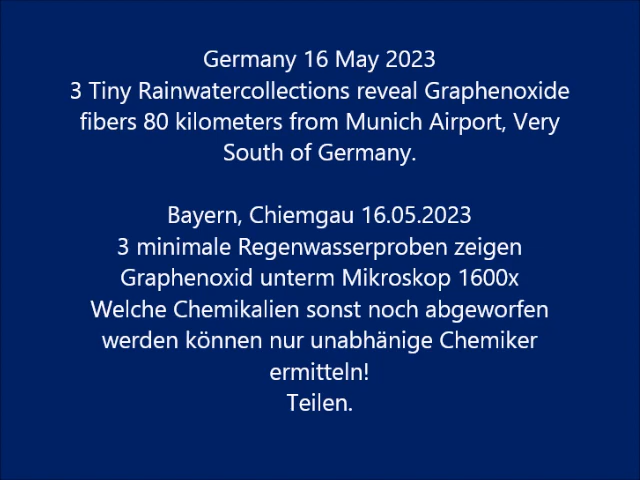 Germany 16 May 2023
3 Tiny Rainwatercollections reveal Graphenoxide
fibers 80 kilometers from Munich Airport, Very
South of Germany.
Bayern, Chiemgau 16.05.2023
3 minimale Regenwasserproben zeigen
Graphenoxid unterm Mikroskop 1600x
Welche Chemikalien sonst noch abgeworfen
werden können nur unabhänige Chemiker
ermitteln!
Teilen.